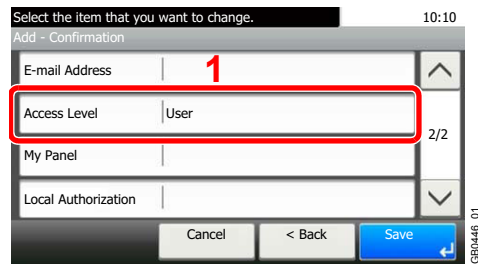 Select the item that you want to change. 10:10
Add - Confirmation
E-mail Address 1
Access Level User
2/2
My Panel
Local Authorization
Cancel < Back Save
GB0446_01